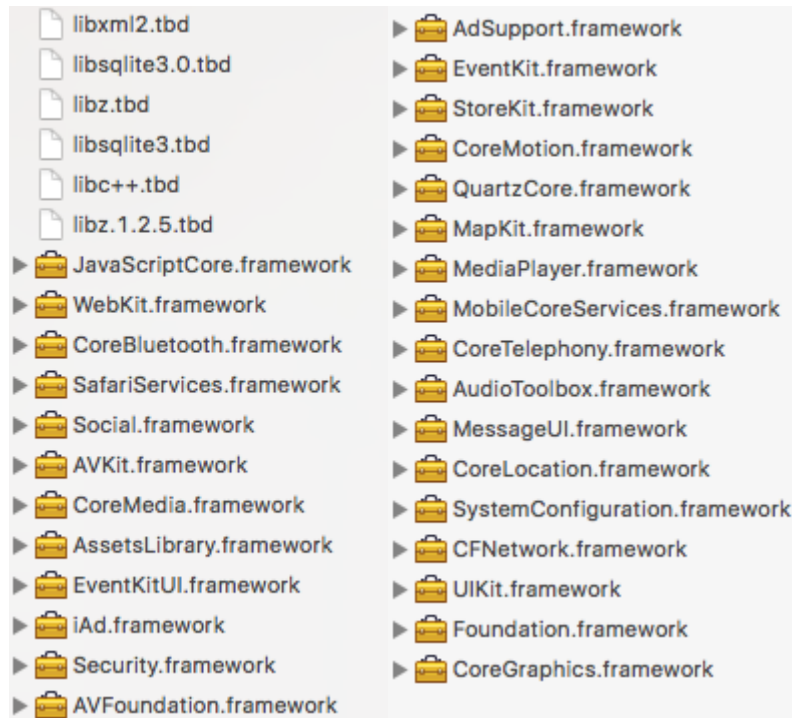 libxml2.tbd
libsqlite3.0.tbd
libz.tbd
libsqlite3.tbd
libc++.tbd
libz.1.2.5.tbd
JavaScriptCore.framework
WebKit.framework
CoreBluetooth.framework
SafariServices.framework
Social.framework
AVKit.framework
CoreMedia.framework
AssetsLibrary.framework
EventKitUI.framework
iAd.framework
Security.framework
AVFoundation.framework
AdSupport.framework
EventKit.framework
StoreKit.framework
CoreMotion.framework
QuartzCore.framework
MapKit.framework
MediaPlayer.framework
MobileCoreServices.framework
CoreTelephony.framework
AudioToolbox.framework
MessageUI.framework
CoreLocation.framework
SystemConfiguration.framework
CFNetwork.framework
UIKit.framework
Foundation.framework
CoreGraphics.framework